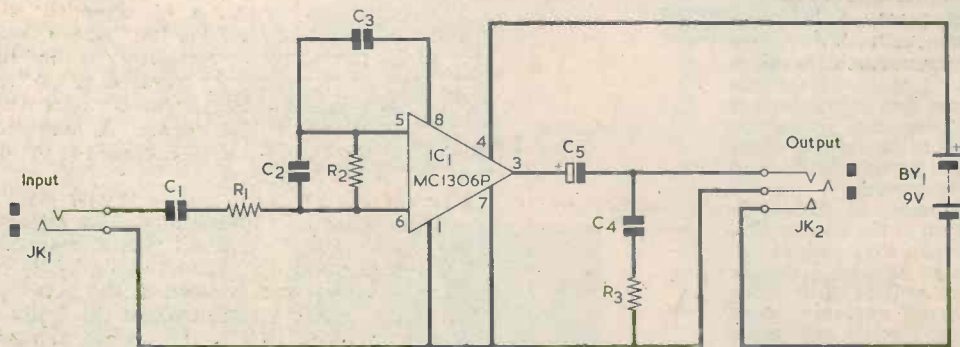 C3
5
8
4
+
C2
R2
IC1
MC1306P
3
+
C5
Output
BY1
9V
Input
C1
R1
6
1
7
C4
JK2
JK1
R3